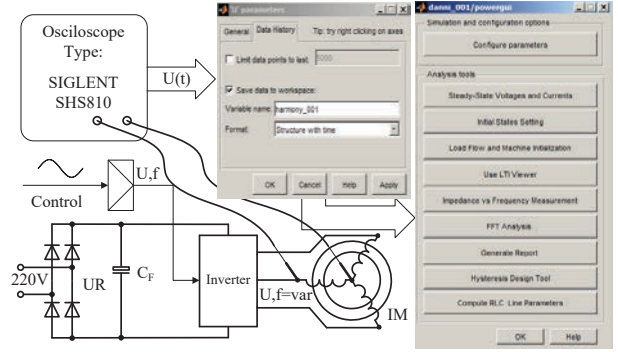 Osciloscope
Type:
SIGLENT
SHS810
U(t)
Control
U,f
220V
UR
CF
Inverter
U,f=var
IM
'U' parameters
General
Data History
Tip: try right clicking on axes
Limit data points to last:
5000
Save data to workspace:
Variable name:
harmony_001
Format:
Structure with time
OK
Cancel
Help
Apply
danni_001/powergui
Simulation and configuration options
Configure parameters
Analysis tools
Steady-State Voltages and Currents
Initial States Setting
Load Flow and Machine Initialization
Use LTI Viewer
Impedance vs Frequency Measurement
FFT Analysis
Generate Report
Hysteresis Design Tool
Compute RLC Line Parameters
OK
Help